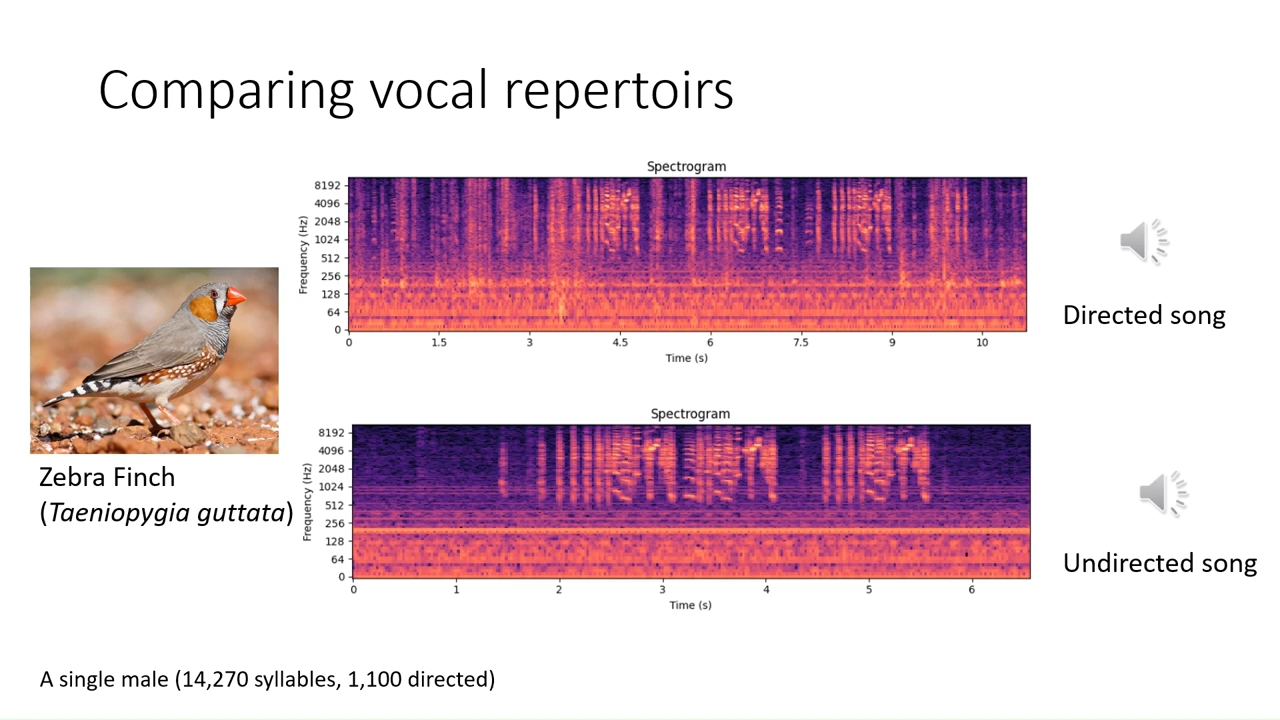 Comparing vocal repertoirs
Spectrogram
8192
4096
2048
1024
512
256
128
64
0
Frequency (Hz)
0 1.5 3 4.5 6 7.5 9 10
Time (s)
Directed song
Spectrogram
8192
4096
2048
1024
512
256
128
64
0
Frequency (Hz)
0 1 2 3 4 5 6
Time (s)
Undirected song
Zebra Finch
(Taeniopygia guttata)
A single male (14,270 syllables, 1,100 directed)